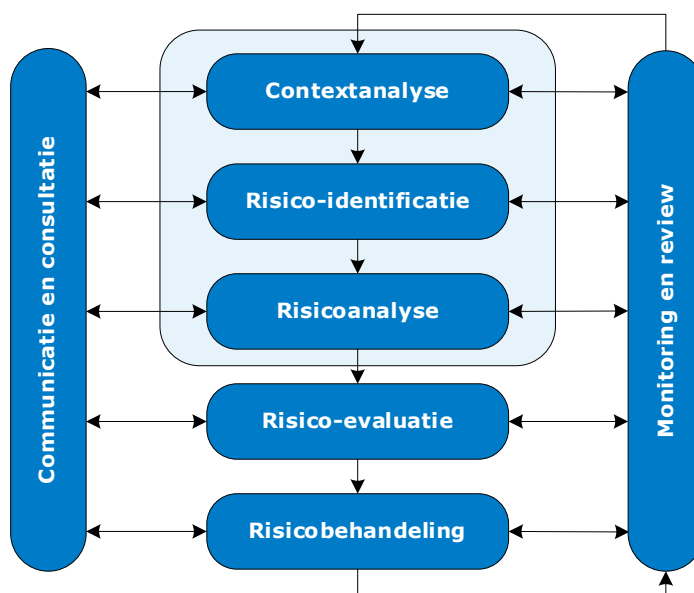 Communicatie en consultatie
Contextanalyse
Risico-identificatie
Risicoanalyse
Risico-evaluatie
Risicobehandeling
Monitoring en review